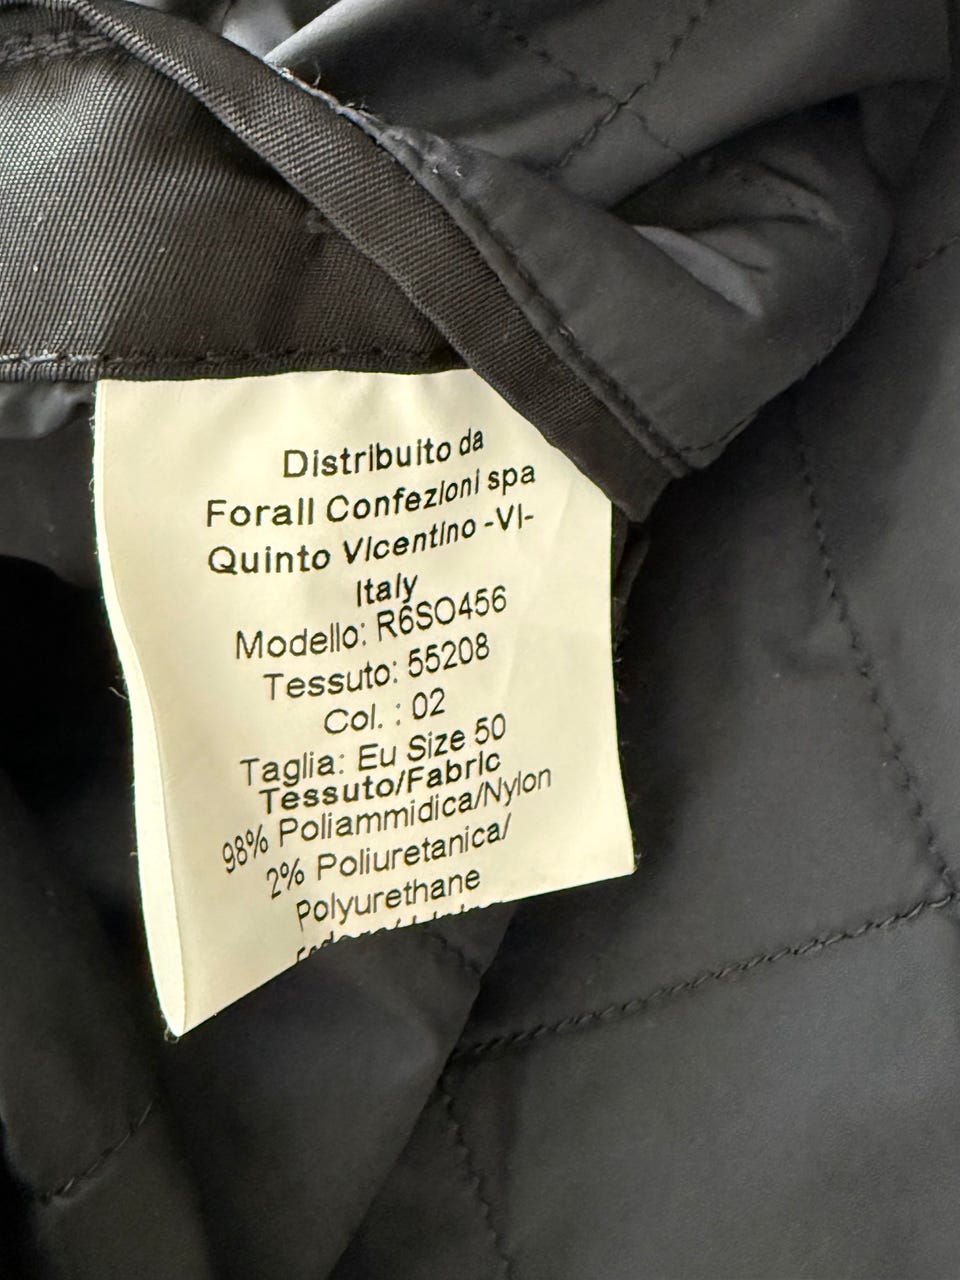 Distribuito da
Forall Confezioni spa
Quinto Vicentino -VI-
Italy
Modello: R6SO456
Tessuto: 55208
Col. : 02
Taglia: Eu Size 50
Tessuto/Fabric
98% Poliammidica/Nylon
2% Poliuretanica/
Polyurethane